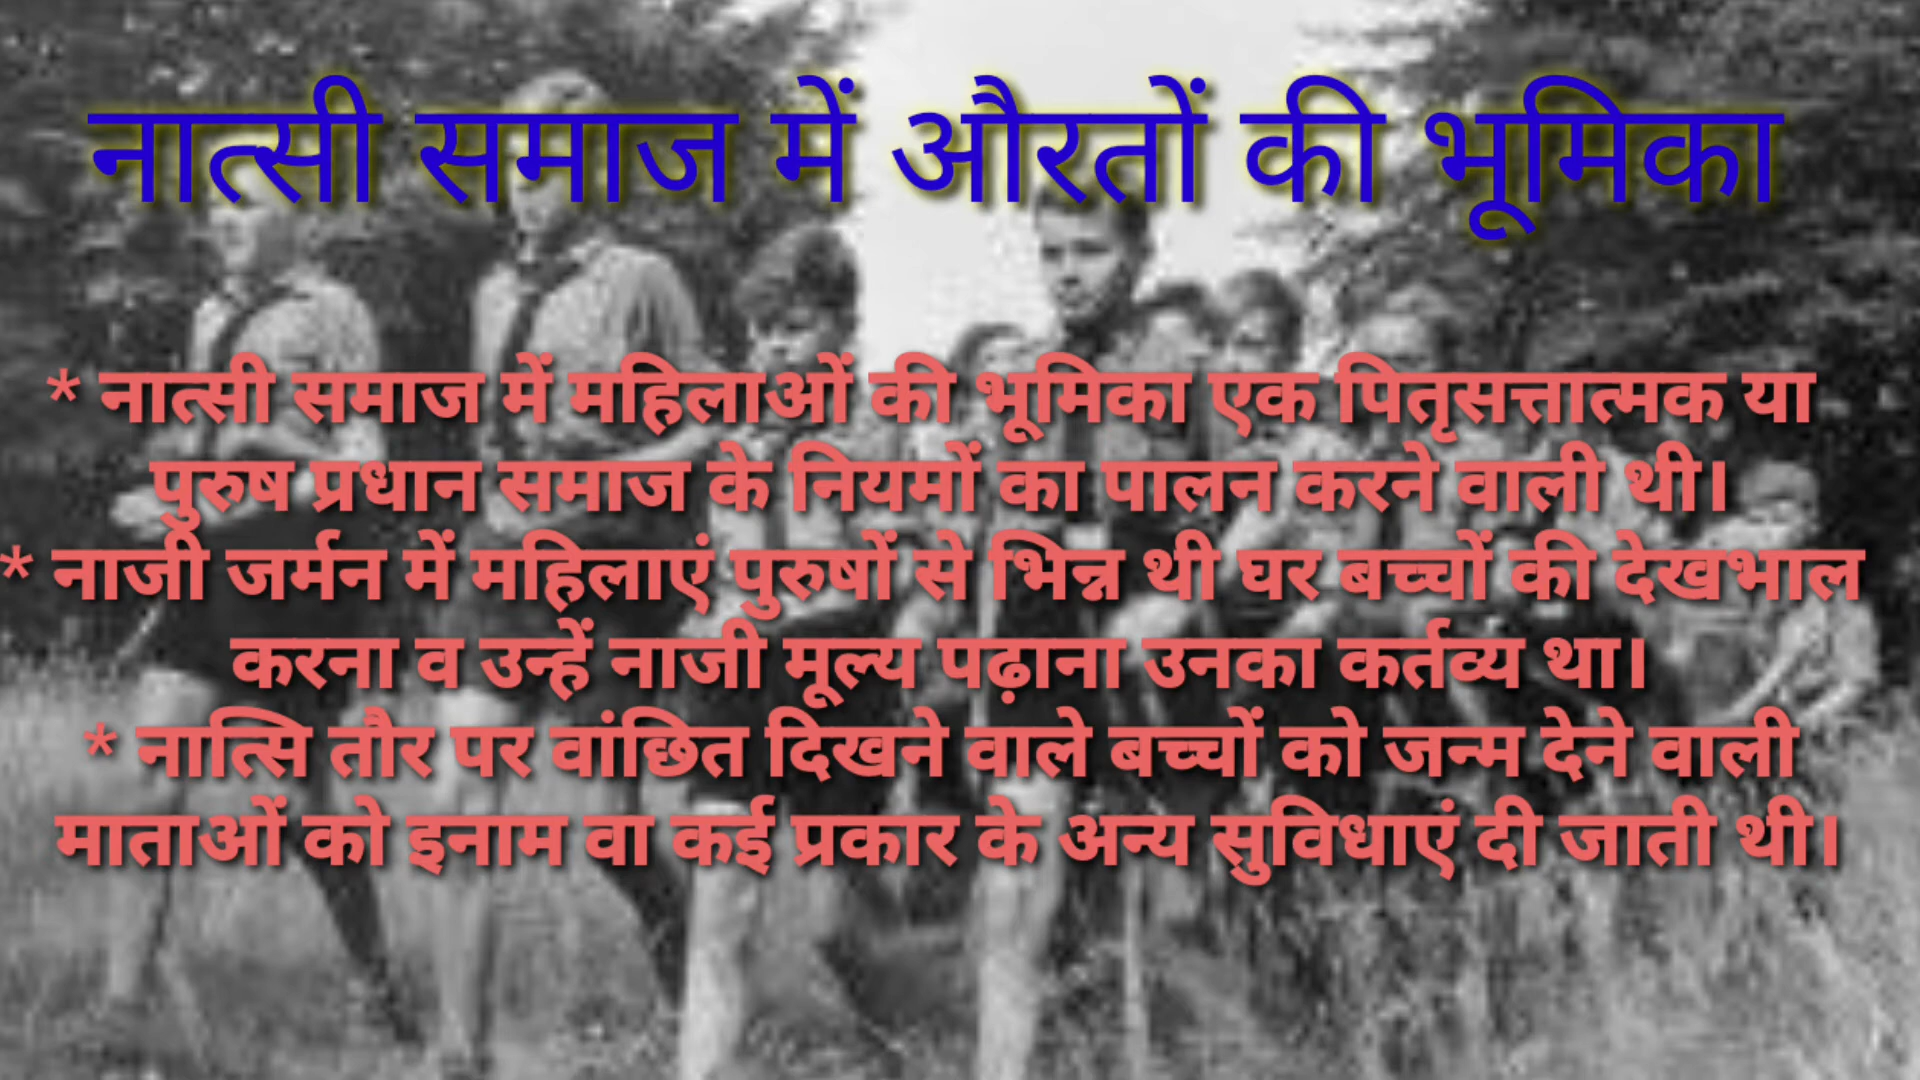 नात्सी समाज में औरतों की भूमिका
* नात्सी समाज में महिलाओं की भूमिका एक पितृसत्तात्मक या
पुरुष प्रधान समाज के नियमों का पालन करने वाली थी।
* नाजी जर्मन में महिलाएं पुरुषों से भिन्न थी घर बच्चों की देखभाल
करना व उन्हें नाजी मूल्य पढ़ाना उनका कर्तव्य था।
* नात्सि तौर पर वांछित दिखने वाले बच्चों को जन्म देने वाली
माताओं को इनाम वा कई प्रकार के अन्य सुविधाएं दी जाती थी।